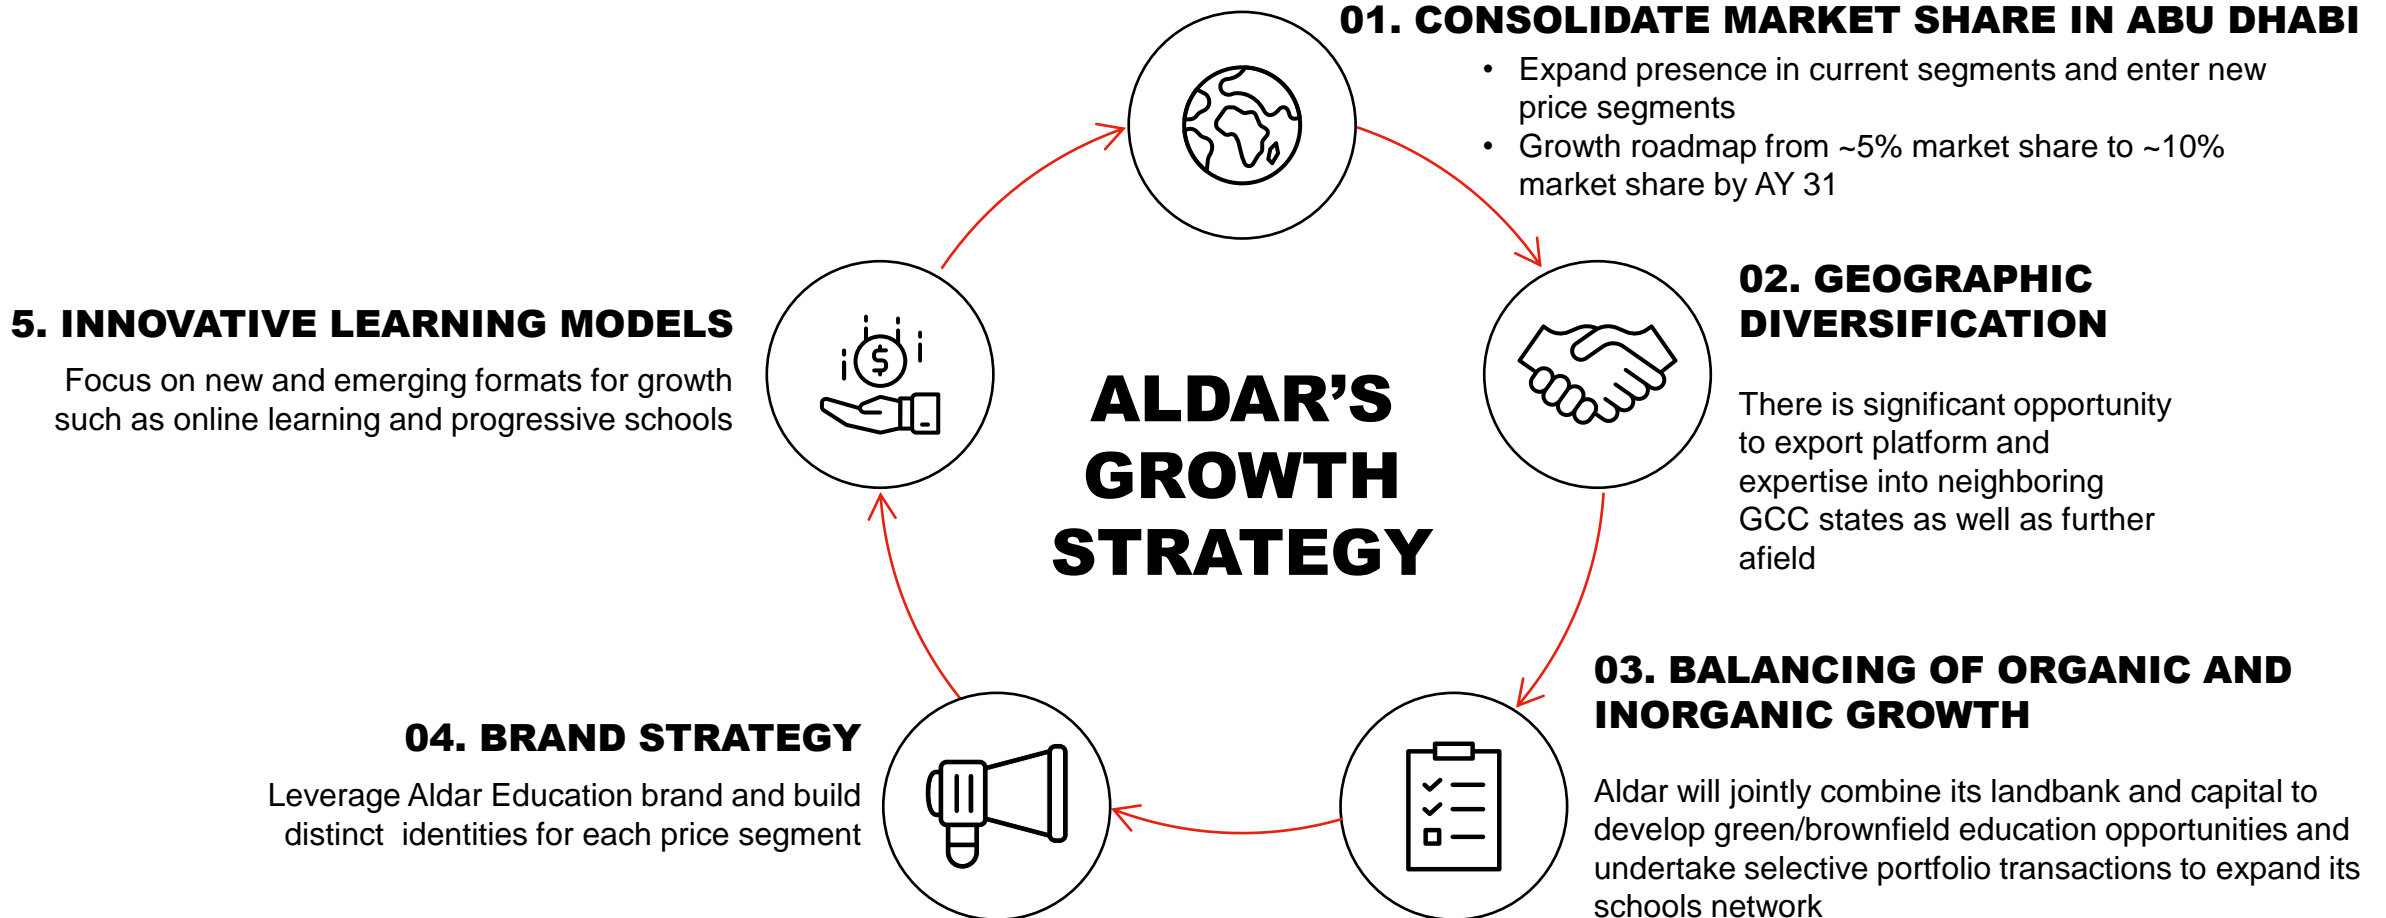 01. CONSOLIDATE MARKET SHARE IN ABU DHABI
• Expand presence in current segments and enter new
price segments
• Growth roadmap from ~5% market share to ~10%
market share by AY 31
02. GEOGRAPHIC
DIVERSIFICATION
There is significant opportunity
to export platform and
expertise into neighboring
GCC states as well as further
afield
03. BALANCING OF ORGANIC AND
INORGANIC GROWTH
Aldar will jointly combine its landbank and capital to
develop green/brownfield education opportunities and
undertake selective portfolio transactions to expand its
schools network
04. BRAND STRATEGY
Leverage Aldar Education brand and build
distinct  identities for each price segment
5. INNOVATIVE LEARNING MODELS
Focus on new and emerging formats for growth
such as online learning and progressive schools
$
ALDAR’S
GROWTH
STRATEGY